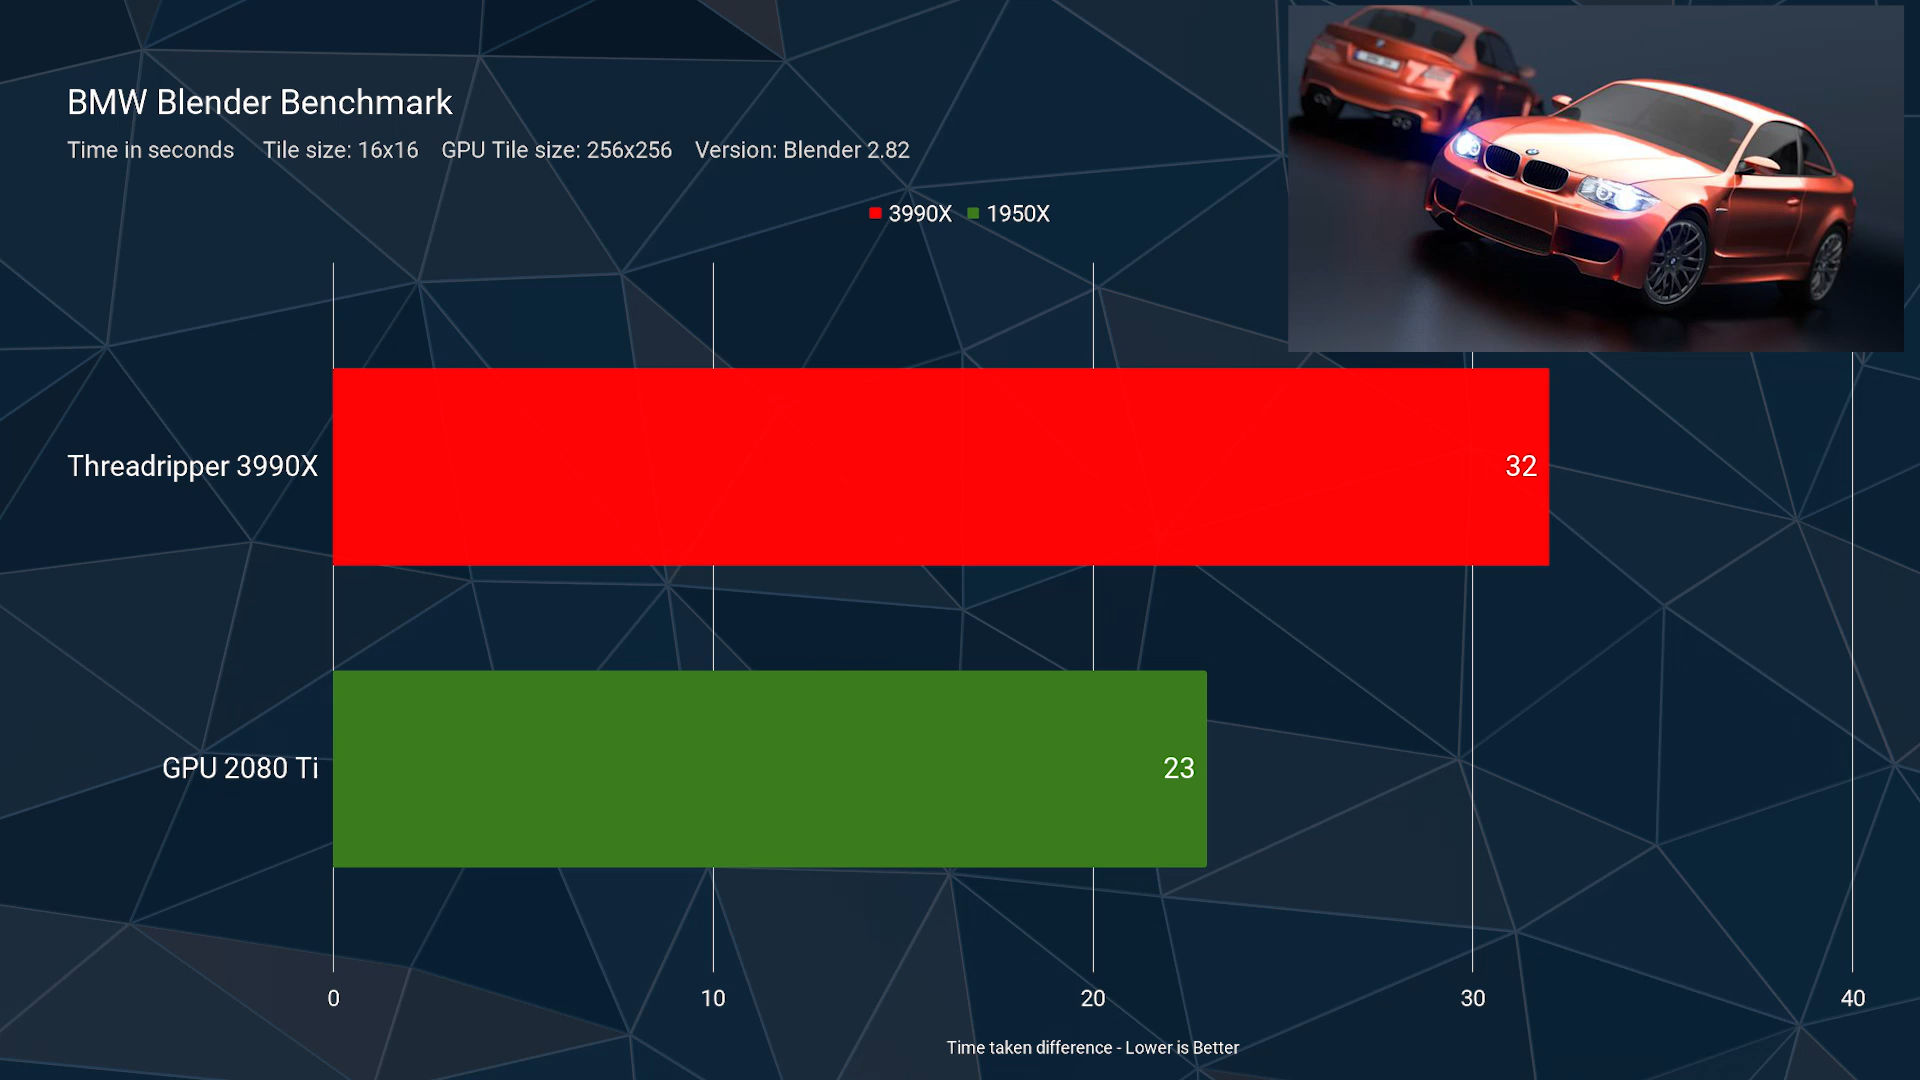 BMW Blender Benchmark
Time in seconds Tile size: 16x16 GPU Tile size: 256x256 Version: Blender 2.82
3990X 1950X
Threadripper 3990X
32
GPU 2080 Ti
23
0 10 20 30 40
Time taken difference - Lower is Better